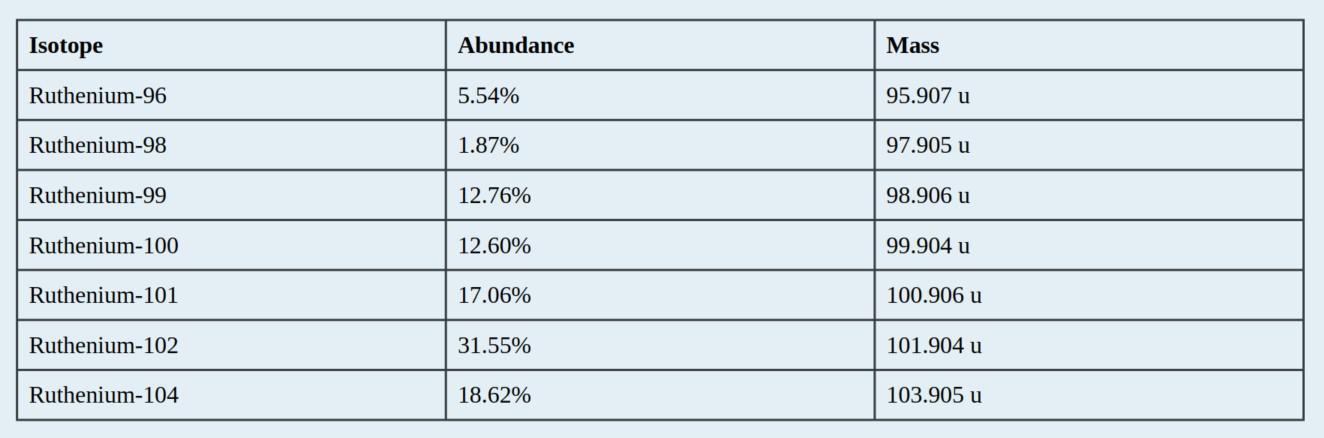 Isotope Abundance Mass
Ruthenium-96 5.54% 95.907 u
Ruthenium-98 1.87% 97.905 u
Ruthenium-99 12.76% 98.906 u
Ruthenium-100 12.60% 99.904 u
Ruthenium-101 17.06% 100.906 u
Ruthenium-102 31.55% 101.904 u
Ruthenium-104 18.62% 103.905 u